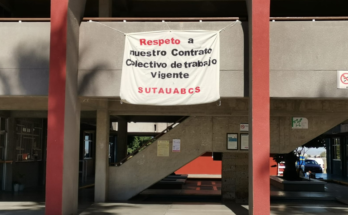 Respeto a
nuestro Contrato
Colectivo de trabajo
Vigente
SUTAUABCS